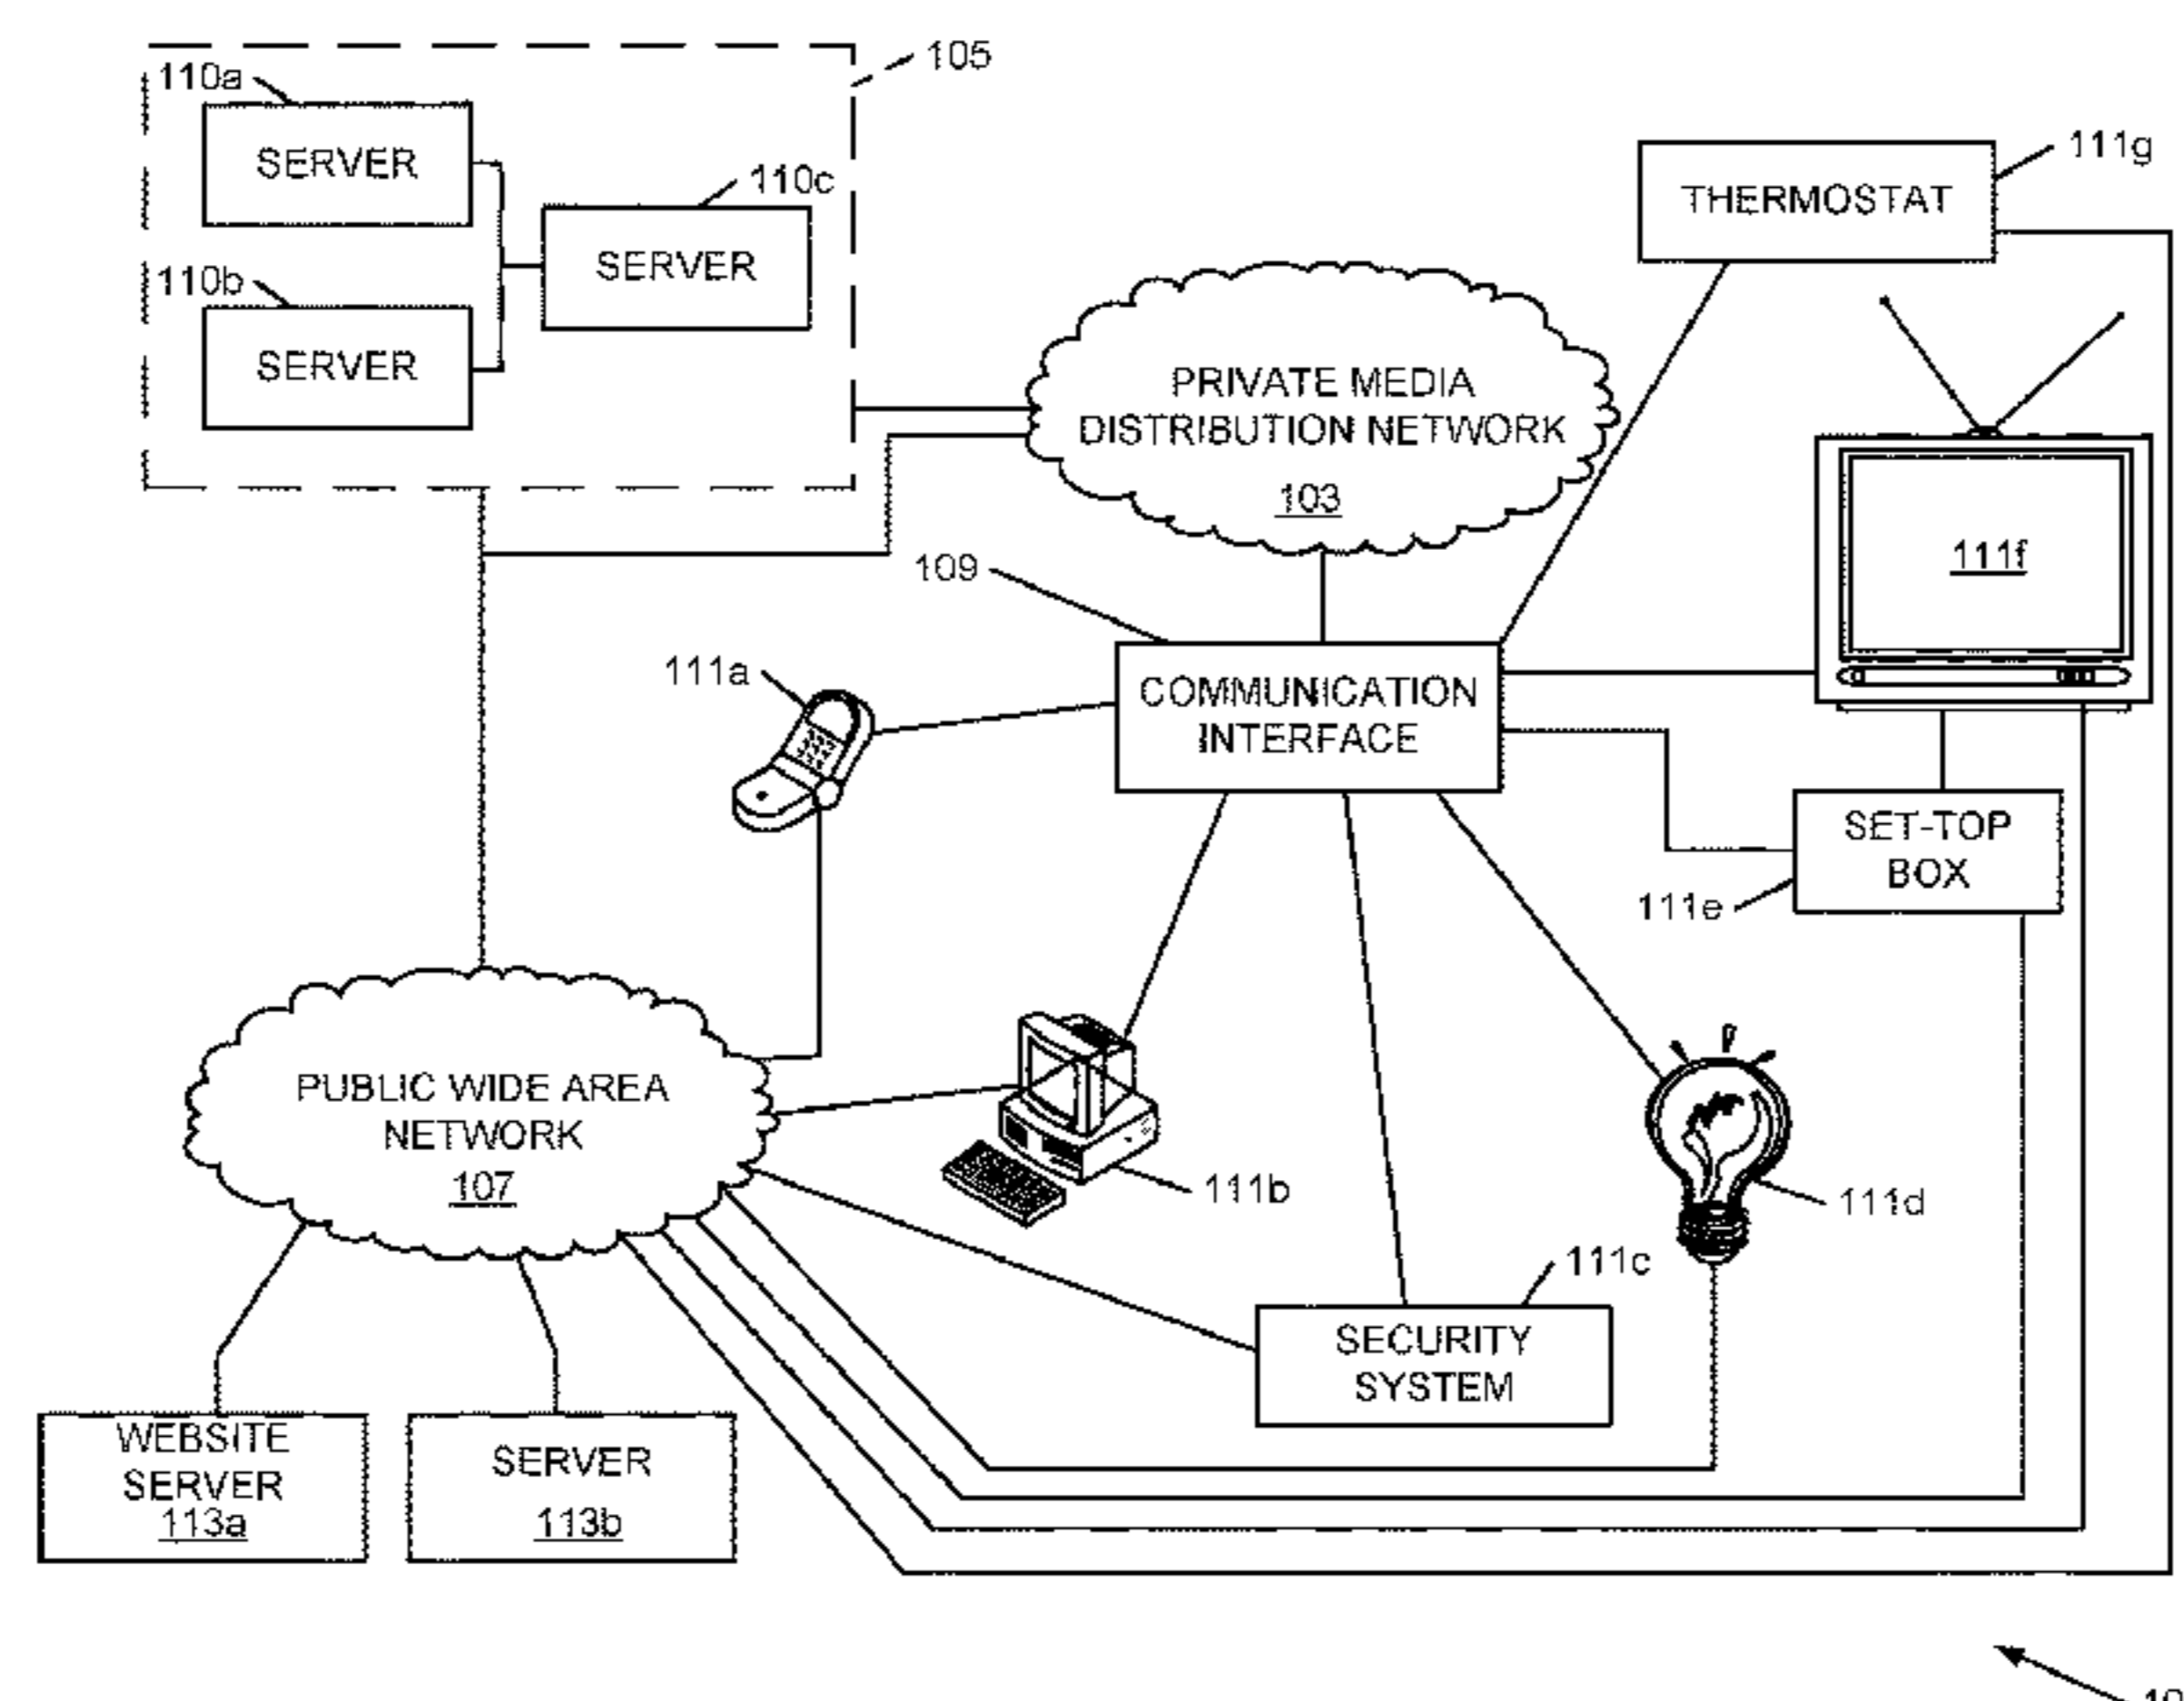 105
110a
SERVER
110c
SERVER
110b
SERVER
111g
THERMOSTAT
PRIVATE MEDIA
DISTRIBUTION NETWORK
103
111f
109
COMMUNICATION
INTERFACE
111a
SET-TOP
BOX
111e
PUBLIC WIDE AREA
NETWORK
107
111b
111d
111c
SECURITY
SYSTEM
WEBSITE
SERVER
113a
SERVER
113b